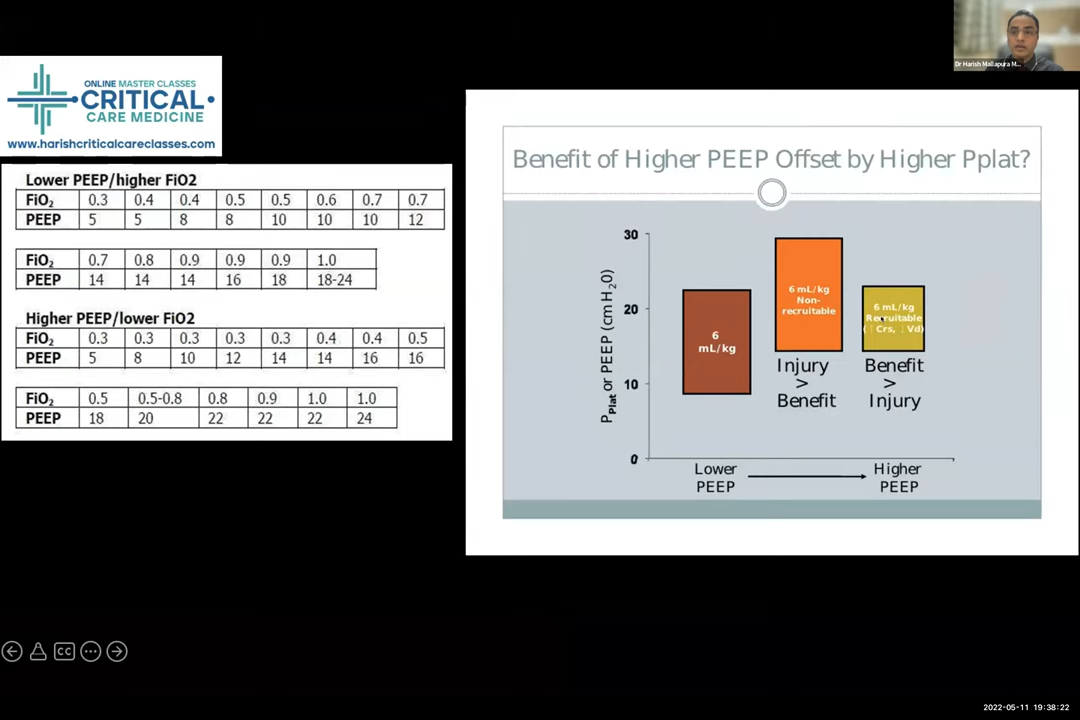 Dr Harish Mallapura M...
ONLINE MASTER CLASSES
CRITICAL
CARE MEDICINE
www.harishcriticalcareclasses.com
Lower PEEP/higher FiO2
FiO₂ 0.3 0.4 0.4 0.5 0.5 0.6 0.7 0.7
PEEP 5 5 8 8 10 10 10 12
FiO₂ 0.7 0.8 0.9 0.9 0.9 1.0
PEEP 14 14 14 16 18 18-24
Higher PEEP/lower FiO2
FiO₂ 0.3 0.3 0.3 0.3 0.3 0.4 0.4 0.5
PEEP 5 8 10 12 14 14 16 16
FiO₂ 0.5 0.5-0.8 0.8 0.9 1.0 1.0
PEEP 18 20 22 22 22 24
Benefit of Higher PEEP Offset by Higher Pplat?
P_Plat or PEEP (cm H₂0)
30
20
10
0
6
mL/kg
6 mL/kg
Non-
recruitable
Injury
>
Benefit
6 mL/kg
Recruitable
( Crs, Vd)
Benefit
>
Injury
Lower
PEEP
Higher
PEEP
CC
2022-05-11 19:38:22